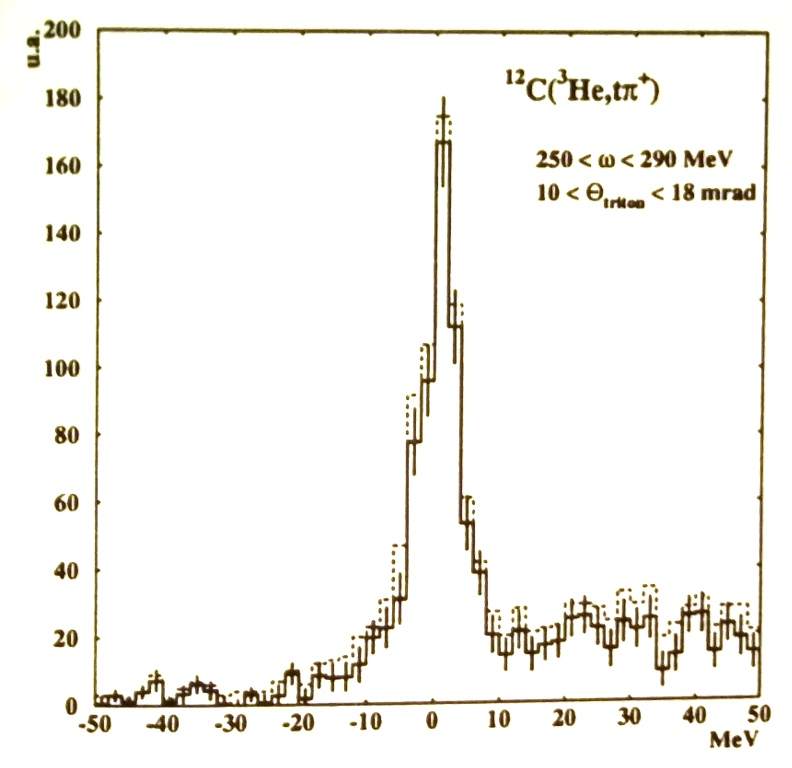 u.a.
200
180
160
140
120
100
80
60
40
20
0
¹²C(³He,tπ⁺)
250 < ω < 290 MeV
10 < Θtriton < 18 mrad
-50 -40 -30 -20 -10 0 10 20 30 40 50
MeV